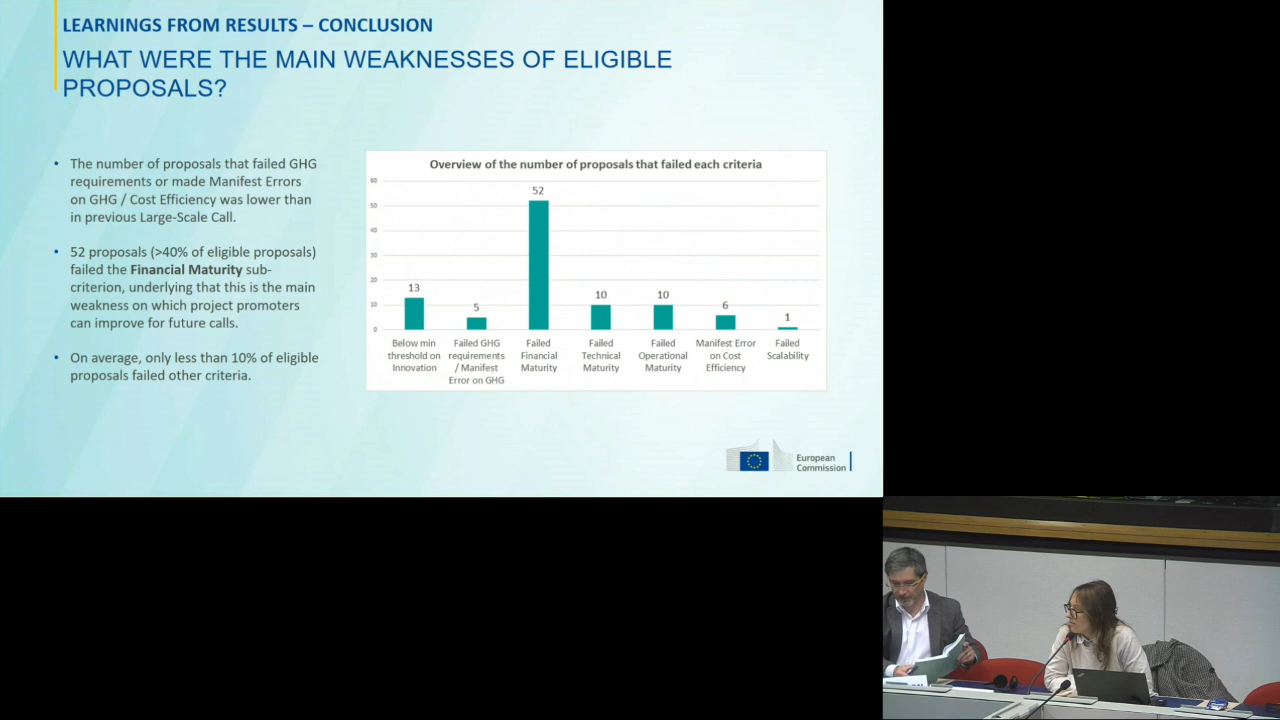 LEARNINGS FROM RESULTS – CONCLUSION
WHAT WERE THE MAIN WEAKNESSES OF ELIGIBLE
PROPOSALS?
• The number of proposals that failed GHG
requirements or made Manifest Errors
on GHG / Cost Efficiency was lower than
in previous Large-Scale Call.
• 52 proposals (>40% of eligible proposals)
failed the Financial Maturity sub-
criterion, underlying that this is the main
weakness on which project promoters
can improve for future calls.
• On average, only less than 10% of eligible
proposals failed other criteria.
Overview of the number of proposals that failed each criteria
60
50
40
30
20
10
0
13
5
52
10
10
6
1
Below min
threshold on
Innovation
Failed GHG
requirements
/ Manifest
Error on GHG
Failed
Financial
Maturity
Failed
Technical
Maturity
Failed
Operational
Maturity
Manifest Error
on Cost
Efficiency
Failed
Scalability
European
Commission